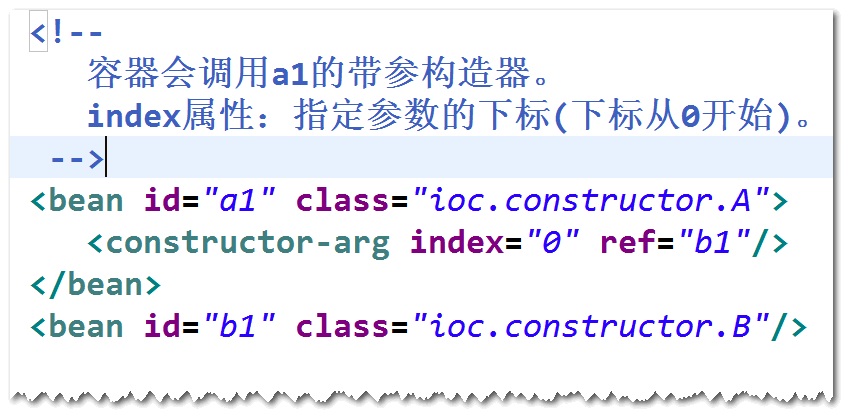 <!--
容器会调用a1的带参构造器。
index属性：指定参数的下标(下标从0开始)。
-->
<bean id="a1" class="ioc.constructor.A">
<constructor-arg index="0" ref="b1"/>
</bean>
<bean id="b1" class="ioc.constructor.B"/>